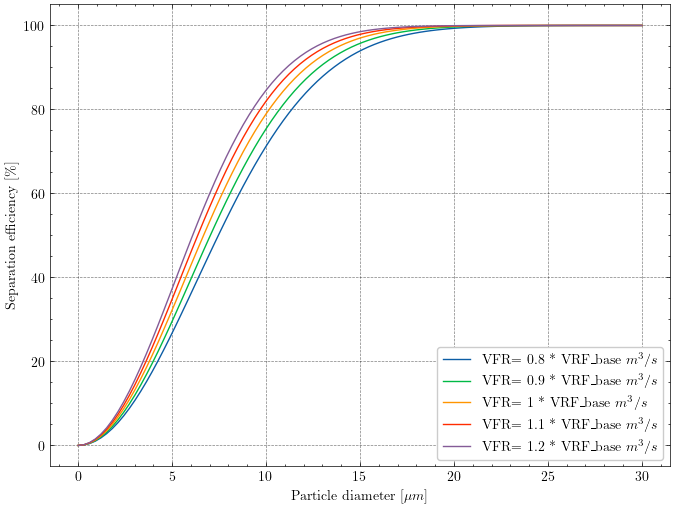 100
80
60
40
20
0
Separation efficiency [%]
VFR= 0.8 * VRF_base m³/s
VFR= 0.9 * VRF_base m³/s
VFR= 1 * VRF_base m³/s
VFR= 1.1 * VRF_base m³/s
VFR= 1.2 * VRF_base m³/s
0 5 10 15 20 25 30
Particle diameter [μm]